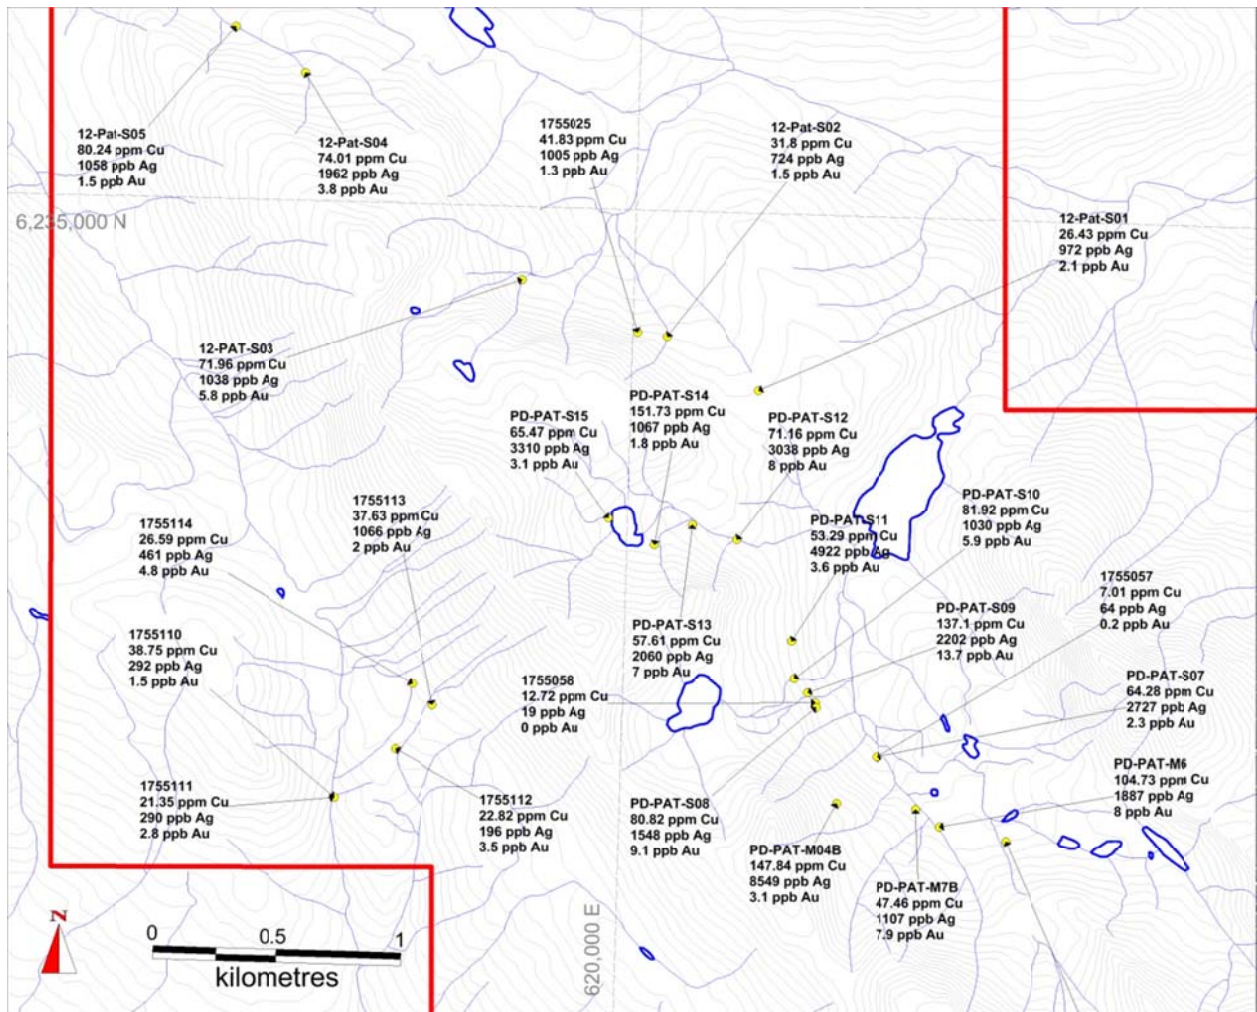 12-Pat-S05
80.24 ppm Cu
1058 ppb Ag
1.5 ppb Au
12-Pat-S04
74.01 ppm Cu
1962 ppb Ag
3.8 ppb Au
1755025
41.83 ppm Cu
1005 ppb Ag
1.3 ppb Au
12-Pat-S02
31.8 ppm Cu
724 ppb Ag
1.5 ppb Au
6,235,000 N
12-Pat-S01
26.43 ppm Cu
972 ppb Ag
2.1 ppb Au
12-PAT-S03
71.96 ppm Cu
1038 ppb Ag
5.8 ppb Au
PD-PAT-S15
65.47 ppm Cu
3310 ppb Ag
3.1 ppb Au
PD-PAT-S14
151.73 ppm Cu
1067 ppb Ag
1.8 ppb Au
PD-PAT-S12
71.16 ppm Cu
3038 ppb Ag
8 ppb Au
1755114
26.59 ppm Cu
461 ppb Ag
4.8 ppb Au
1755113
37.63 ppm Cu
1066 ppb Ag
2 ppb Au
PD-PAT-S11
53.29 ppm Cu
4922 ppb Ag
3.6 ppb Au
PD-PAT-S10
81.92 ppm Cu
1030 ppb Ag
5.9 ppb Au
1755057
7.01 ppm Cu
64 ppb Ag
0.2 ppb Au
1755110
38.75 ppm Cu
292 ppb Ag
1.5 ppb Au
1755058
12.72 ppm Cu
19 ppb Ag
0 ppb Au
PD-PAT-S13
57.61 ppm Cu
2060 ppb Ag
7 ppb Au
PD-PAT-S09
137.1 ppm Cu
2202 ppb Ag
13.7 ppb Au
PD-PAT-S07
64.28 ppm Cu
2727 ppb Ag
2.3 ppb Au
1755111
21.35 ppm Cu
290 ppb Ag
2.8 ppb Au
1755112
22.82 ppm Cu
196 ppb Ag
3.5 ppb Au
PD-PAT-S08
80.82 ppm Cu
1548 ppb Ag
9.1 ppb Au
PD-PAT-M04B
147.84 ppm Cu
8549 ppb Ag
3.1 ppb Au
PD-PAT-M7B
47.46 ppm Cu
1107 ppb Ag
7.9 ppb Au
PD-PAT-M6
104.73 ppm Cu
1887 ppb Ag
8 ppb Au
N
0 0.5 1
kilometres
620,000 E